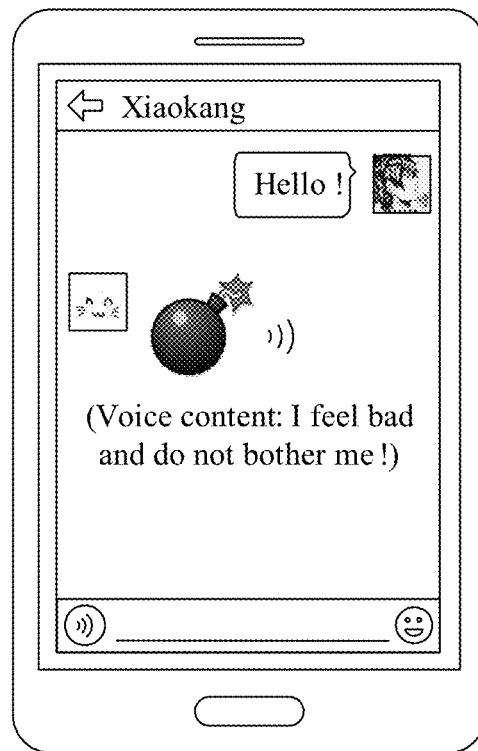 Xiaokang
Hello !
(Voice content: I feel bad
and do not bother me !)